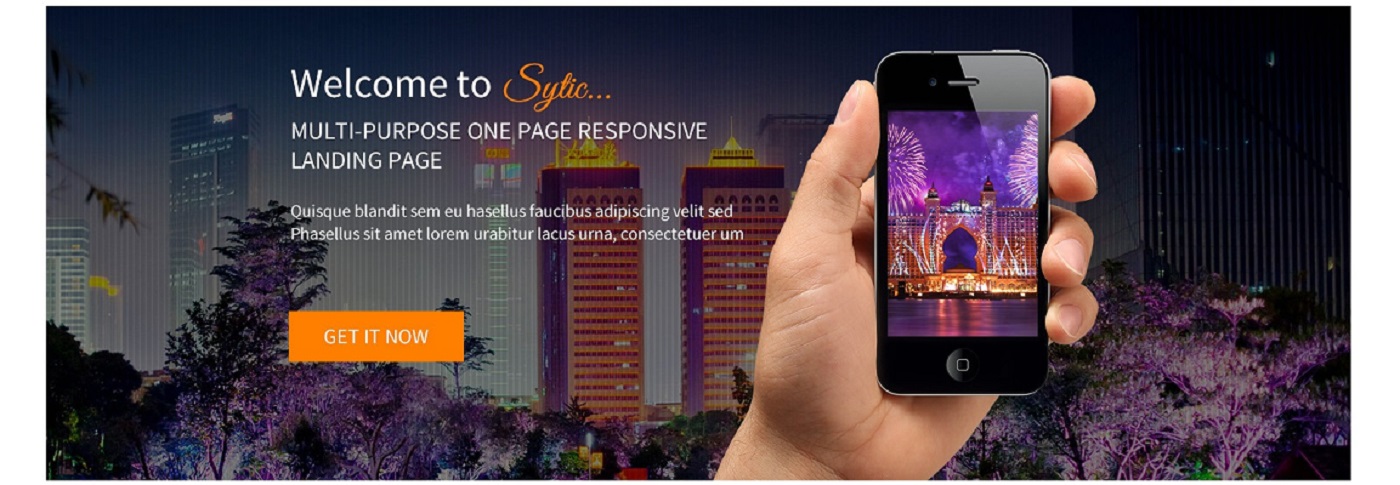 Welcome to Sytic...
MULTI-PURPOSE ONE PAGE RESPONSIVE
LANDING PAGE
Quisque blandit sem eu hasellus faucibus adipiscing velit sed
Phasellus sit amet lorem urabitur lacus urna, consectetuer um
GET IT NOW